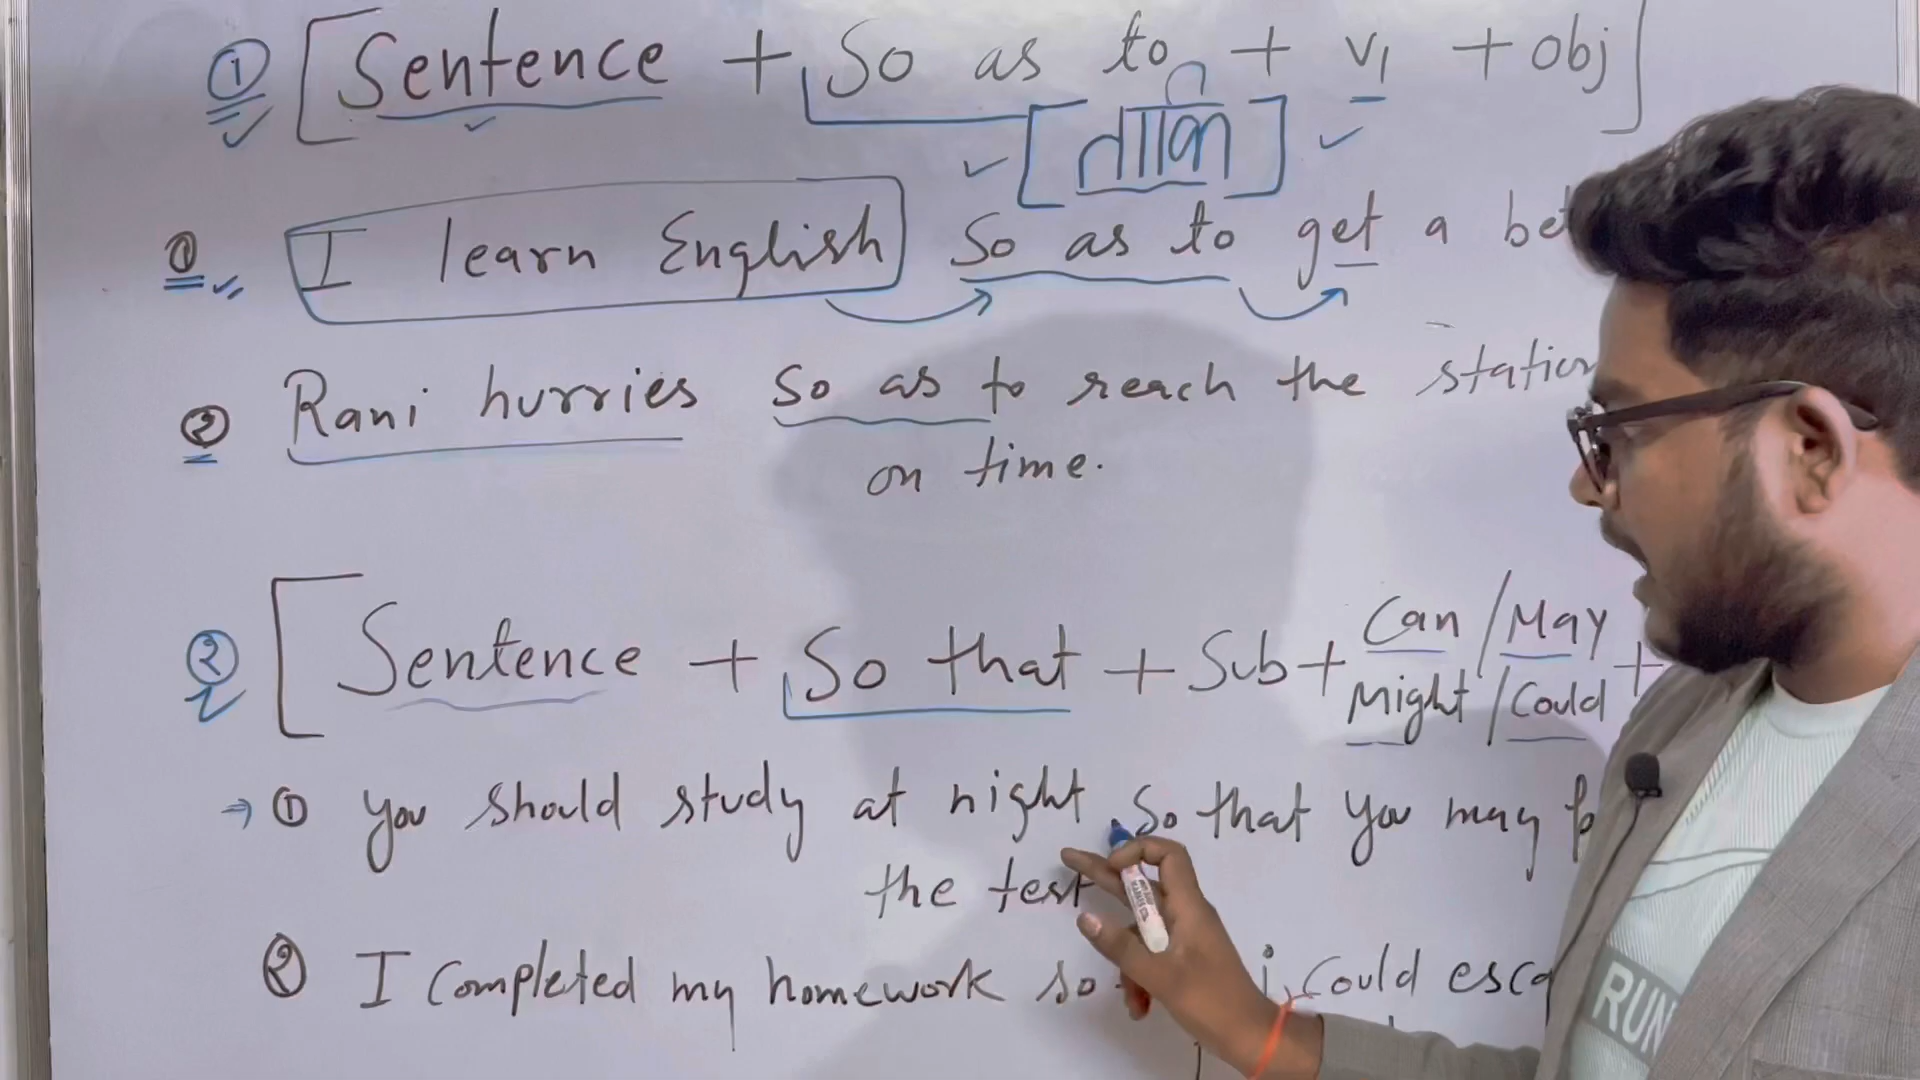 ① [Sentence + So as to + V1 + obj]
[ताकि]
① I learn English So as to get a
② Rani hurries so as to reach the station
on time.
② [Sentence + So that + Sub + Can / May
Might / Could +
→ ① You should study at night so that you may
the test
② I completed my homework so i could
RUN